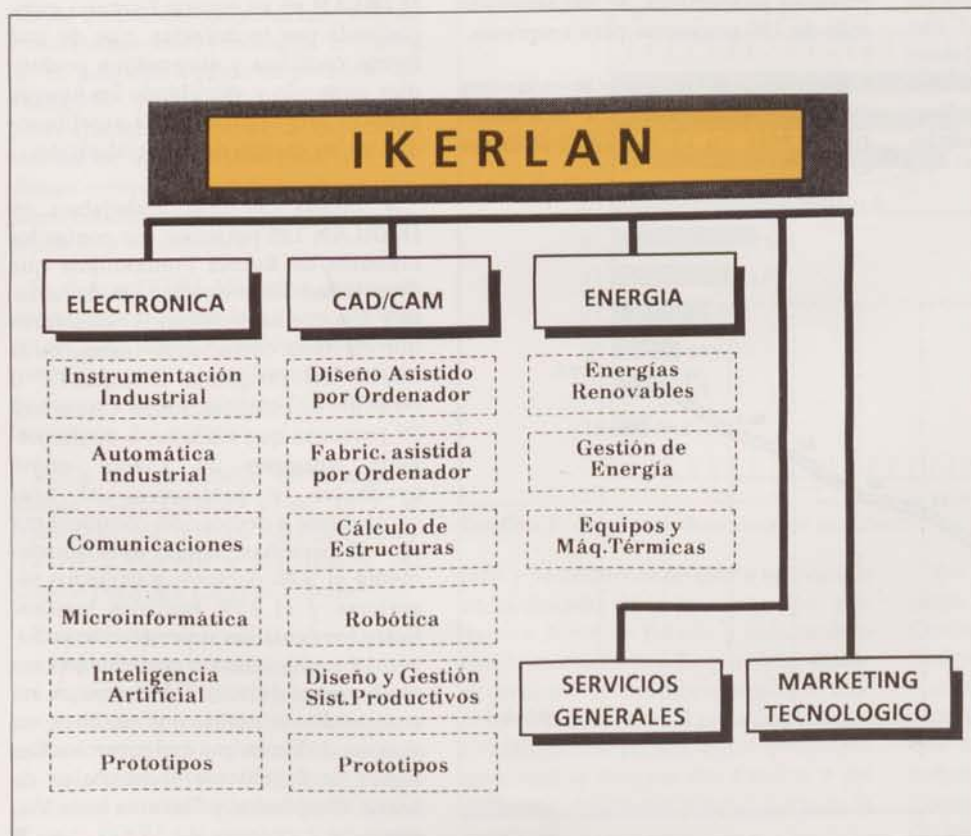 IKERLAN
ELECTRONICA
Instrumentación
Industrial
Automática
Industrial
Comunicaciones
Microinformática
Inteligencia
Artificial
Prototipos
CAD/CAM
Diseño Asistido
por Ordenador
Fabric. asistida
por Ordenador
Cálculo de
Estructuras
Robótica
Diseño y Gestión
Sist.Productivos
Prototipos
ENERGIA
Energías
Renovables
Gestión de
Energía
Equipos y
Máq.Térmicas
SERVICIOS
GENERALES
MARKETING
TECNOLOGICO